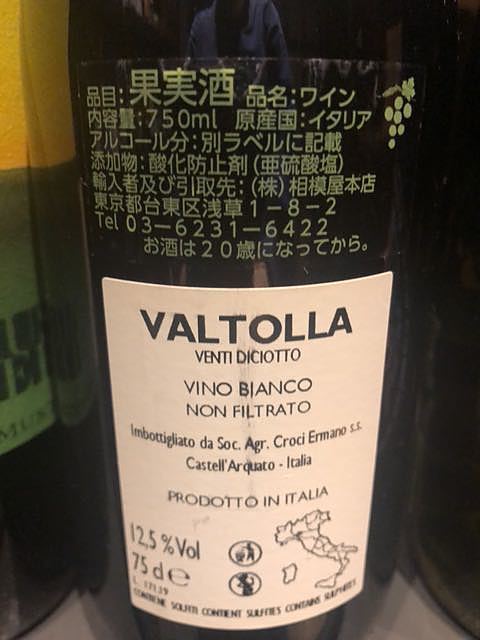 品目:果実酒 品名:ワイン
内容量:750ml 原産国:イタリア
アルコール分:別ラベルに記載
添加物:酸化防止剤(亜硫酸塩)
輸入者及び引取先:(株)相模屋本店
東京都台東区浅草1-8-2
Tel 03-6231-6422
お酒は20歳になってから。
VALTOLLA
VENTI DICIOTTO
VINO BIANCO
NON FILTRATO
Imbottigliato da Soc. Agr. Croci Ermano s.s.
Castell'Arquato - Italia
PRODOTTO IN ITALIA
12,5 %Vol
75 cl e
L 17139
CONTIENE SOLFITI CONTIENT SULFITES CONTAINS SULPHITES